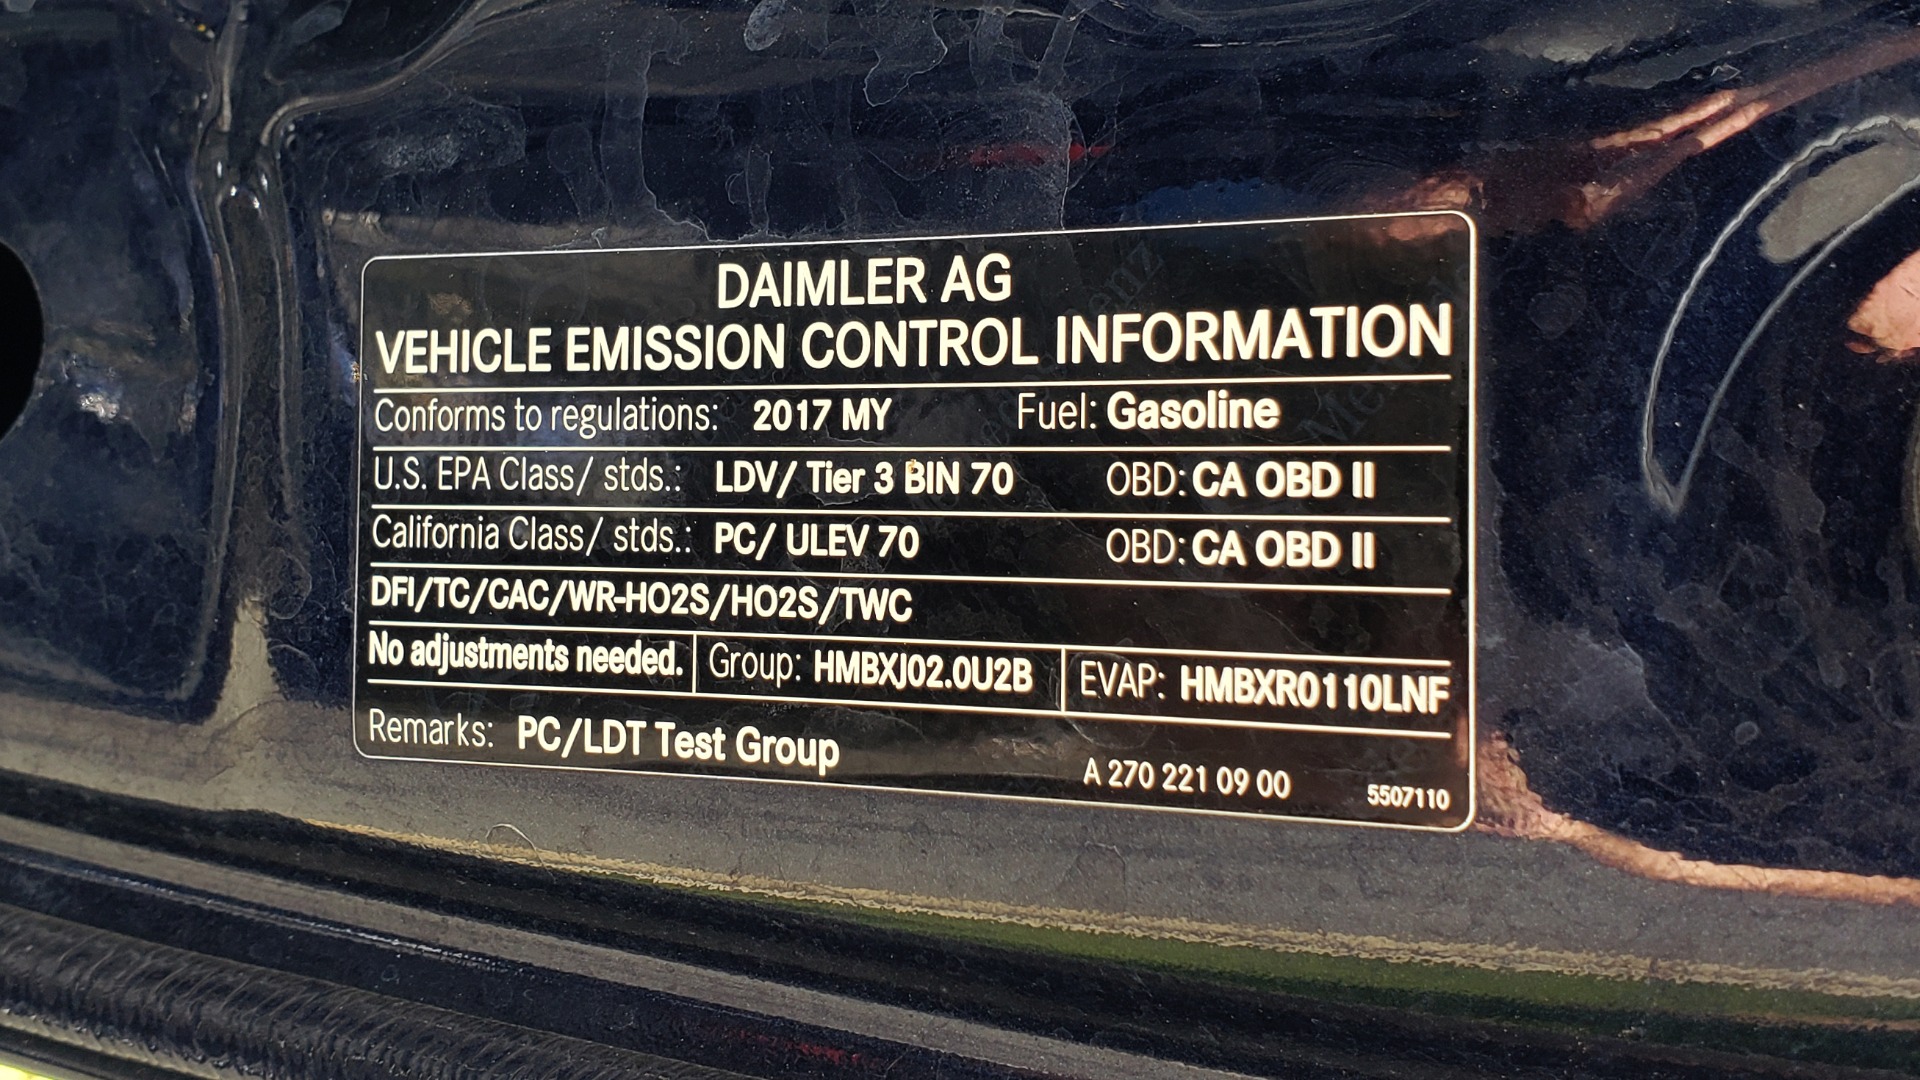 DAIMLER AG
VEHICLE EMISSION CONTROL INFORMATION
Conforms to regulations: 2017 MY Fuel: Gasoline
U.S. EPA Class/ stds.: LDV/ Tier 3 BIN 70 OBD: CA OBD II
California Class/ stds.: PC/ ULEV 70 OBD: CA OBD II
DFI/TC/CAC/WR-HO2S/HO2S/TWC
No adjustments needed. Group: HMBXJ02.0U2B EVAP: HMBXR0110LNF
Remarks: PC/LDT Test Group
A 270 221 09 00 5507110